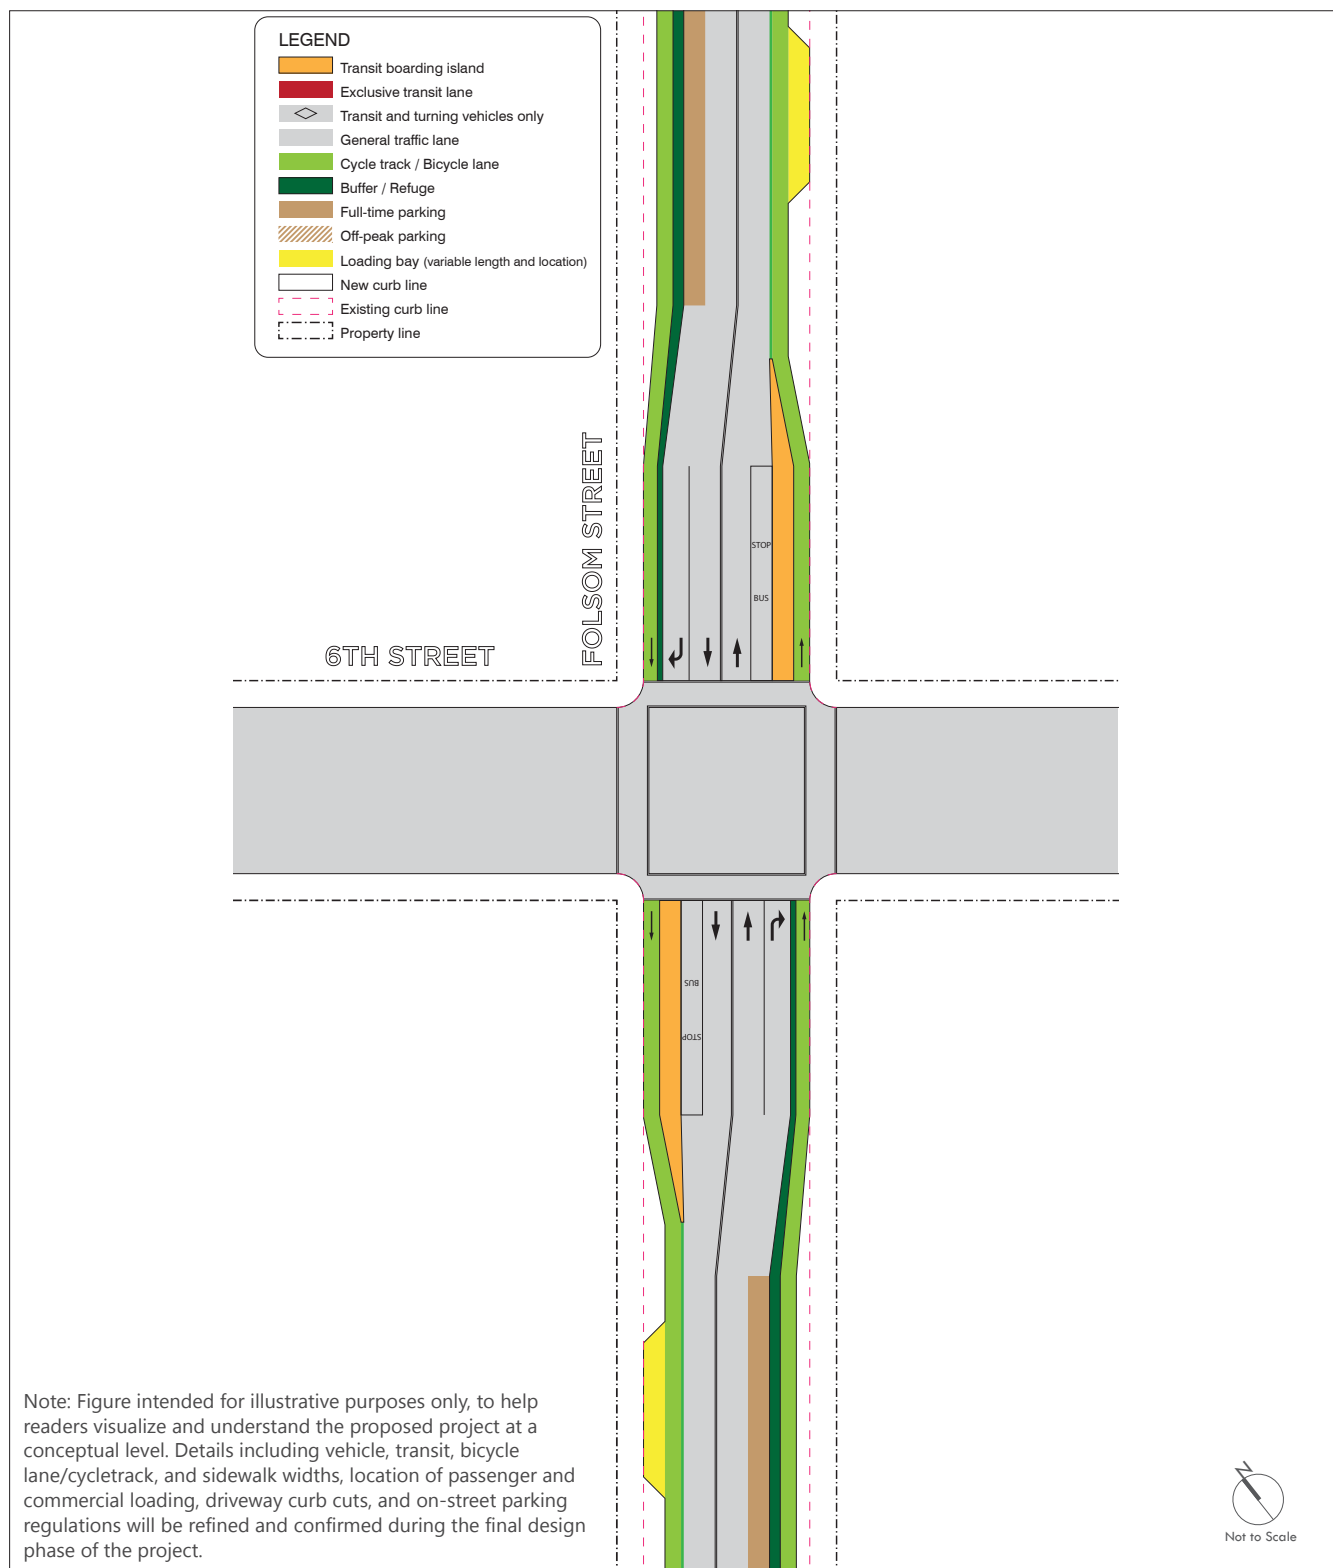 LEGEND
Transit boarding island
Exclusive transit lane
Transit and turning vehicles only
General traffic lane
Cycle track / Bicycle lane
Buffer / Refuge
Full-time parking
Off-peak parking
Loading bay (variable length and location)
New curb line
Existing curb line
Property line
FOLSOM STREET
6TH STREET
STOP
BUS
BUS
STOP
Note: Figure intended for illustrative purposes only, to help
readers visualize and understand the proposed project at a
conceptual level. Details including vehicle, transit, bicycle
lane/cycletrack, and sidewalk widths, location of passenger and
commercial loading, driveway curb cuts, and on-street parking
regulations will be refined and confirmed during the final design
phase of the project.
N
Not to Scale